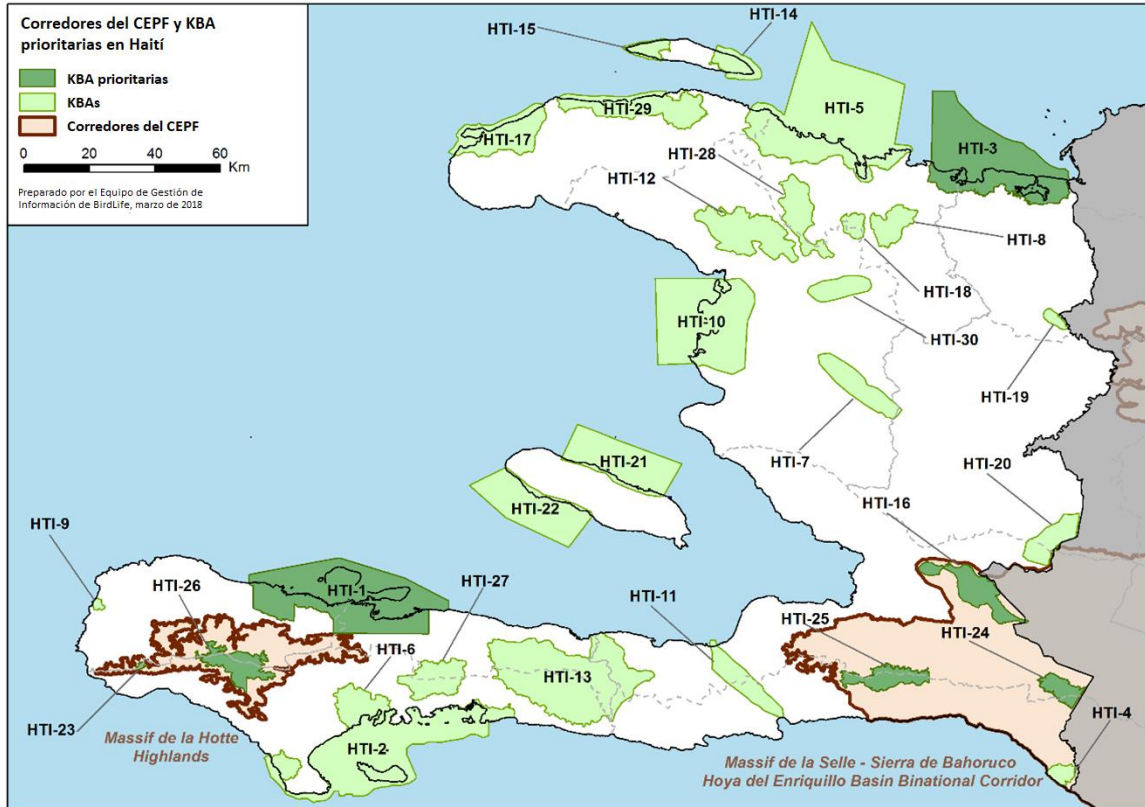 Corredores del CEPF y KBA
prioritarias en Haití
KBA prioritarias
KBAs
Corredores del CEPF
0 20 40 60
Km
Preparado por el Equipo de Gestión de
Información de BirdLife, marzo de 2018
HTI-15
HTI-14
HTI-5
HTI-29
HTI-17
HTI-3
HTI-28
HTI-12
HTI-8
HTI-18
HTI-10
HTI-30
HTI-19
HTI-7
HTI-20
HTI-21
HTI-16
HTI-22
HTI-9
HTI-26
HTI-1
HTI-27
HTI-11
HTI-25
HTI-24
HTI-6
HTI-13
HTI-4
HTI-23
HTI-2
Massif de la Hotte
Highlands
Massif de la Selle - Sierra de Bahoruco
Hoya del Enriquillo Basin Binational Corridor